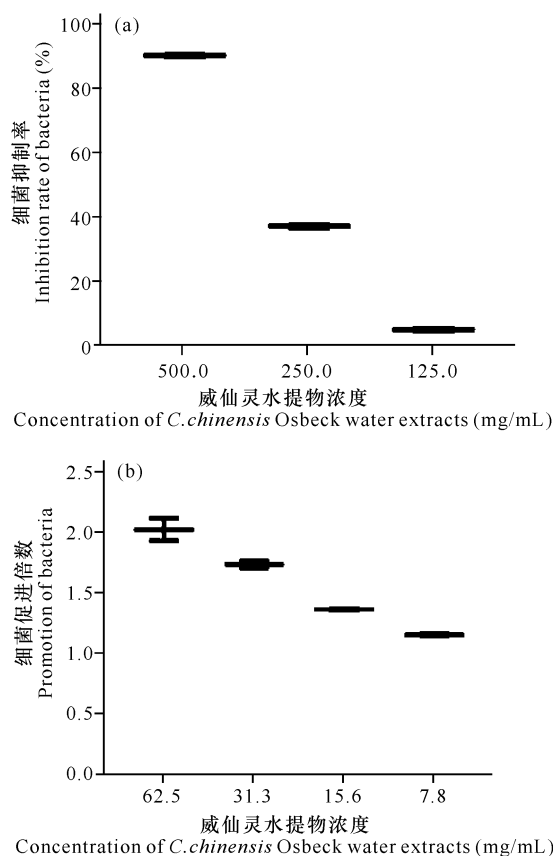 (a)
100
80
60
40
20
0
细菌抑制率
Inhibition rate of bacteria (%)
500.0 250.0 125.0
威仙灵水提物浓度
Concentration of C.chinensis Osbeck water extracts (mg/mL)
(b)
2.5
2.0
1.5
1.0
0.5
0.0
细菌促进倍数
Promotion of bacteria
62.5 31.3 15.6 7.8
威仙灵水提物浓度
Concentration of C.chinensis Osbeck water extracts (mg/mL)